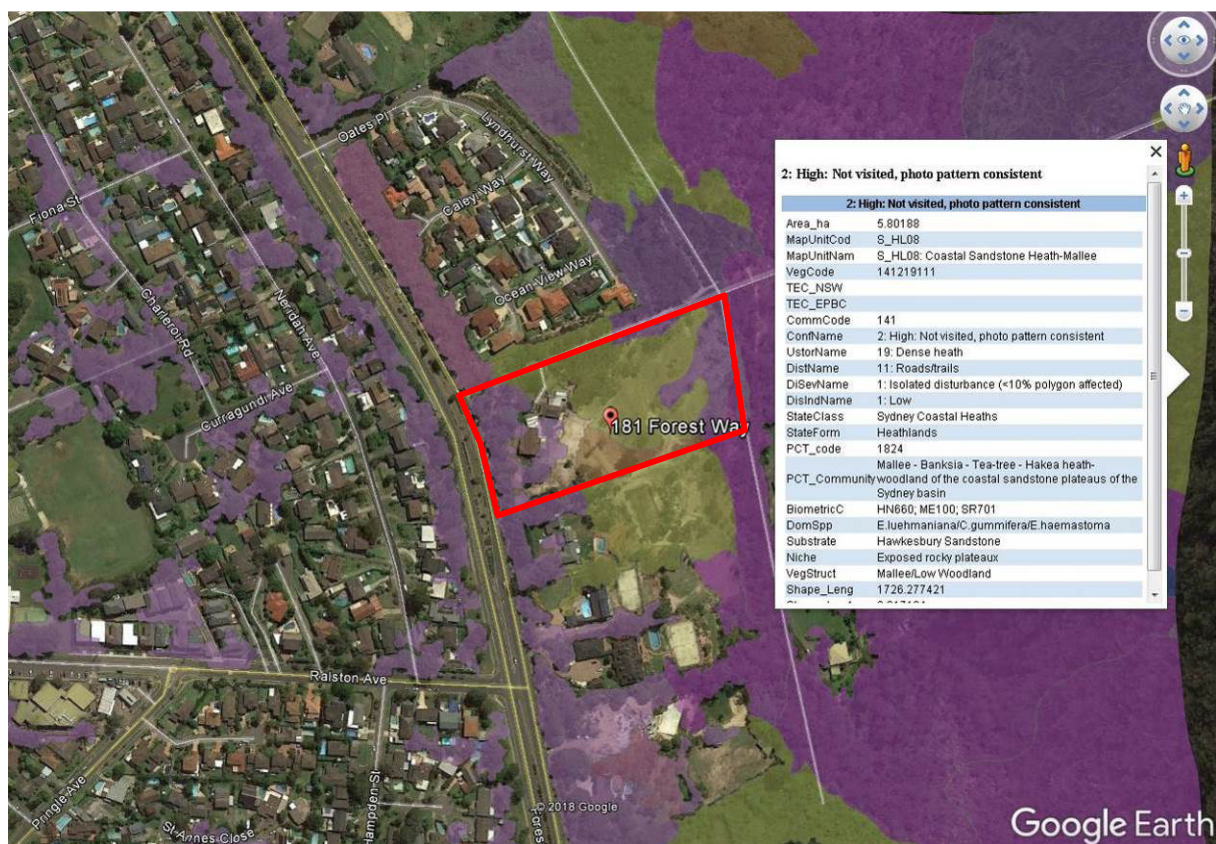 Oates Pl
Lyndhurst Way
Caleyi Way
Fiona St
Ocean View Way
Charleroi Rd
Neridah Ave
Curragundi Ave
181 Forest Way
Ralston Ave
Pringle Ave
Hampden St
St Annes Close
Fores
© 2018 Google
Google Earth
2: High: Not visited, photo pattern consistent
2: High: Not visited, photo pattern consistent
Area_ha 5.80188
MapUnitCod S_HL08
MapUnitNam S_HL08: Coastal Sandstone Heath-Mallee
VegCode 141219111
TEC_NSW
TEC_EPBC
CommCode 141
ConfName 2: High: Not visited, photo pattern consistent
UstorName 19: Dense heath
DistName 11: Roads/trails
DiSevName 1: Isolated disturbance (<10% polygon affected)
DisIndName 1: Low
StateClass Sydney Coastal Heaths
StateForm Heathlands
PCT_code 1824
Mallee - Banksia - Tea-tree - Hakea heath-
PCT_Community woodland of the coastal sandstone plateaus of the
Sydney basin
BiometricC HN660; ME100; SR701
DomSpp E.luehmaniana/C.gummifera/E.haemastoma
Substrate Hawkesbury Sandstone
Niche Exposed rocky plateaux
VegStruct Mallee/Low Woodland
Shape_Leng 1726.277421